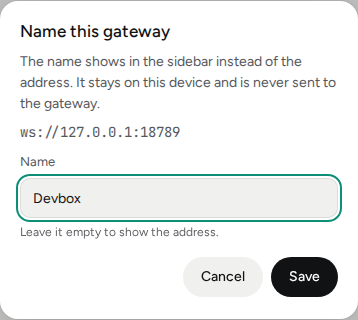 Name this gateway
The name shows in the sidebar instead of the
address. It stays on this device and is never sent to
the gateway.
ws://127.0.0.1:18789
Name
Devbox
Leave it empty to show the address.
Cancel
Save